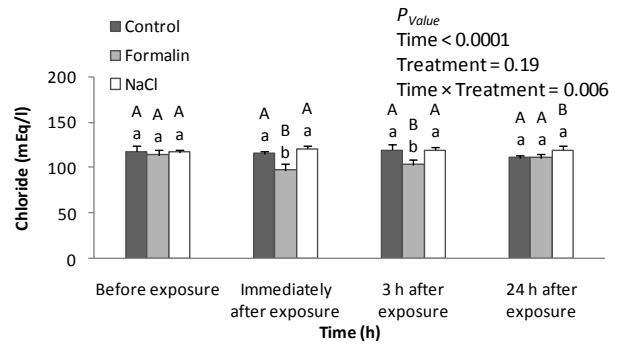 Control
Formalin
NaCl
P Value
Time < 0.0001
Treatment = 0.19
Time × Treatment = 0.006
Chloride (mEq/l)
200
150
100
50
0
A A A
a a a
A B A
a b a
A B A
a b a
A A B
a a a
Before exposure
Immediately
after exposure
3 h after
exposure
24 h after
exposure
Time (h)